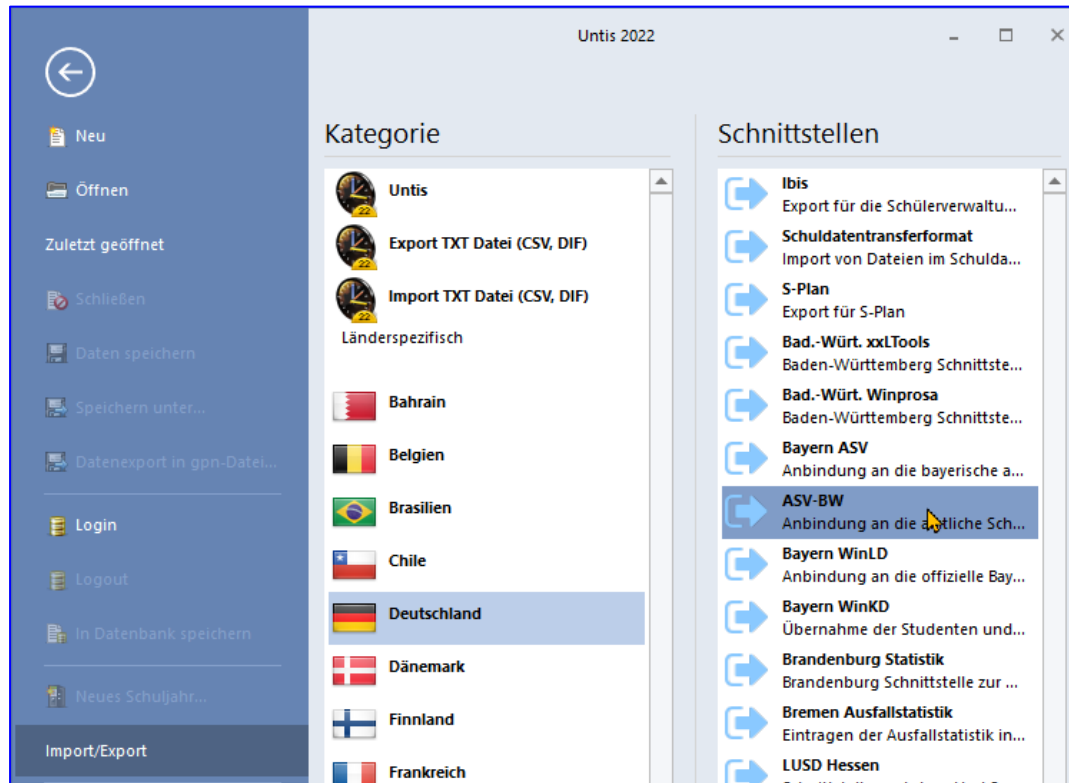 Untis 2022
Neu
Öffnen
Zuletzt geöffnet
Schließen
Daten speichern
Speichern unter...
Datenexport in gpn-Datei...
Login
Logout
In Datenbank speichern
Neues Schuljahr...
Import/Export
Kategorie
Untis
22
Export TXT Datei (CSV, DIF)
22
Import TXT Datei (CSV, DIF)
22
Länderspezifisch
Bahrain
Belgien
Brasilien
Chile
Deutschland
Dänemark
Finnland
Frankreich
Schnittstellen
Ibis
Export für die Schülerverwaltu...
Schuldatentransferformat
Import von Dateien im Schulda...
S-Plan
Export für S-Plan
Bad.-Würt. xxLTools
Baden-Württemberg Schnittste...
Bad.-Würt. Winprosa
Baden-Württemberg Schnittste...
Bayern ASV
Anbindung an die bayerische a...
ASV-BW
Anbindung an die amtliche Sch...
Bayern WinLD
Anbindung an die offizielle Bay...
Bayern WinKD
Übernahme der Studenten und...
Brandenburg Statistik
Brandenburg Schnittstelle zur ...
Bremen Ausfallstatistik
Eintragen der Ausfallstatistik in...
LUSD Hessen